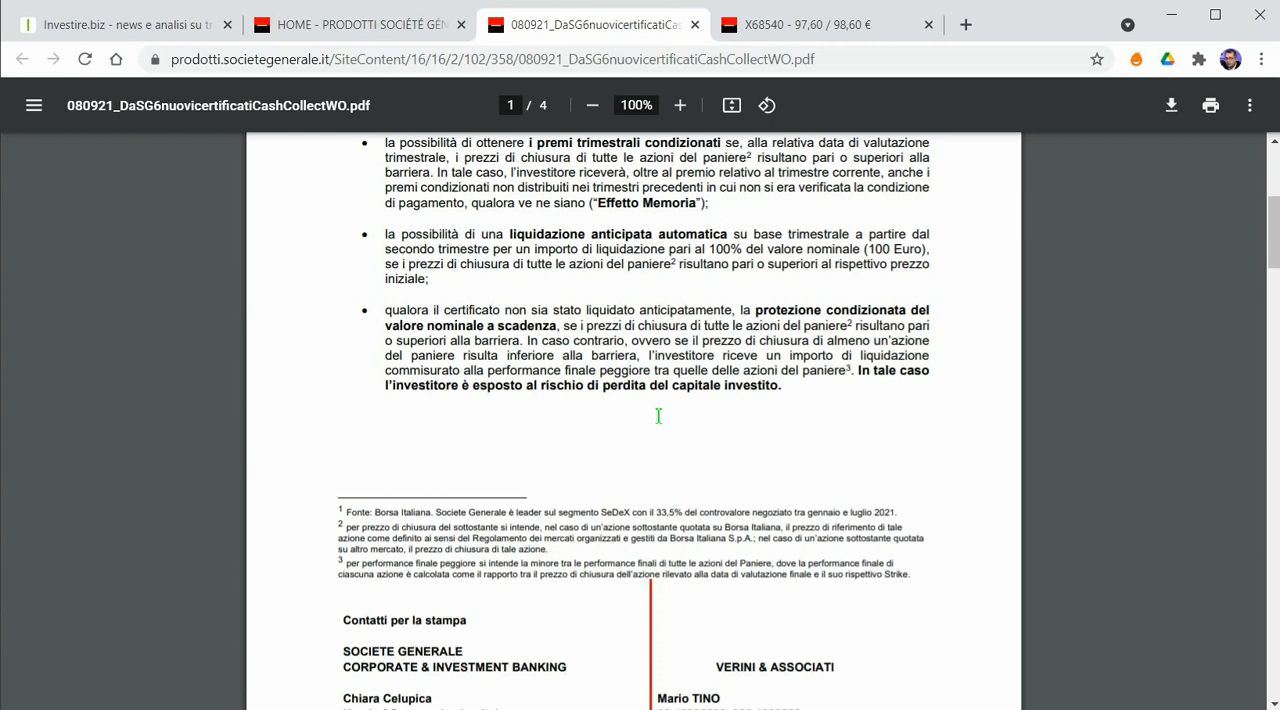 Investire.biz - news e analisi su tr
HOME - PRODOTTI SOCIÉTÉ GÉN
080921_DaSG6nuovicertificatiCas
X68540 - 97,60 / 98,60 €
prodotti.societegenerale.it/SiteContent/16/16/2/102/358/080921_DaSG6nuovicertificatiCashCollectWO.pdf
080921_DaSG6nuovicertificatiCashCollectWO.pdf
1 / 4
100%
• la possibilità di ottenere i premi trimestrali condizionati se, alla relativa data di valutazione
trimestrale, i prezzi di chiusura di tutte le azioni del paniere2 risultano pari o superiori alla
barriera. In tale caso, l’investitore riceverà, oltre al premio relativo al trimestre corrente, anche i
premi condizionati non distribuiti nei trimestri precedenti in cui non si era verificata la condizione
di pagamento, qualora ve ne siano (“Effetto Memoria”);
• la possibilità di una liquidazione anticipata automatica su base trimestrale a partire dal
secondo trimestre per un importo di liquidazione pari al 100% del valore nominale (100 Euro),
se i prezzi di chiusura di tutte le azioni del paniere2 risultano pari o superiori al rispettivo prezzo
iniziale;
• qualora il certificato non sia stato liquidato anticipatamente, la protezione condizionata del
valore nominale a scadenza, se i prezzi di chiusura di tutte le azioni del paniere2 risultano pari
o superiori alla barriera. In caso contrario, ovvero se il prezzo di chiusura di almeno un’azione
del paniere risulta inferiore alla barriera, l’investitore riceve un importo di liquidazione
commisurato alla performance finale peggiore tra quelle delle azioni del paniere3. In tale caso
l’investitore è esposto al rischio di perdita del capitale investito.
1 Fonte: Borsa Italiana. Societe Generale è leader sul segmento SeDeX con il 33,5% del controvalore negoziato tra gennaio e luglio 2021.
2 per prezzo di chiusura del sottostante si intende, nel caso di un’azione sottostante quotata su Borsa Italiana, il prezzo di riferimento di tale
azione come definito ai sensi del Regolamento dei mercati organizzati e gestiti da Borsa Italiana S.p.A.; nel caso di un’azione sottostante quotata
su altro mercato, il prezzo di chiusura di tale azione.
3 per performance finale peggiore si intende la minore tra le performance finali di tutte le azioni del Paniere, dove la performance finale di
ciascuna azione è calcolata come il rapporto tra il prezzo di chiusura dell’azione rilevato alla data di valutazione finale e il suo rispettivo Strike.
Contatti per la stampa
SOCIETE GENERALE
CORPORATE & INVESTMENT BANKING
VERINI & ASSOCIATI
Chiara Celupica
Mario TINO